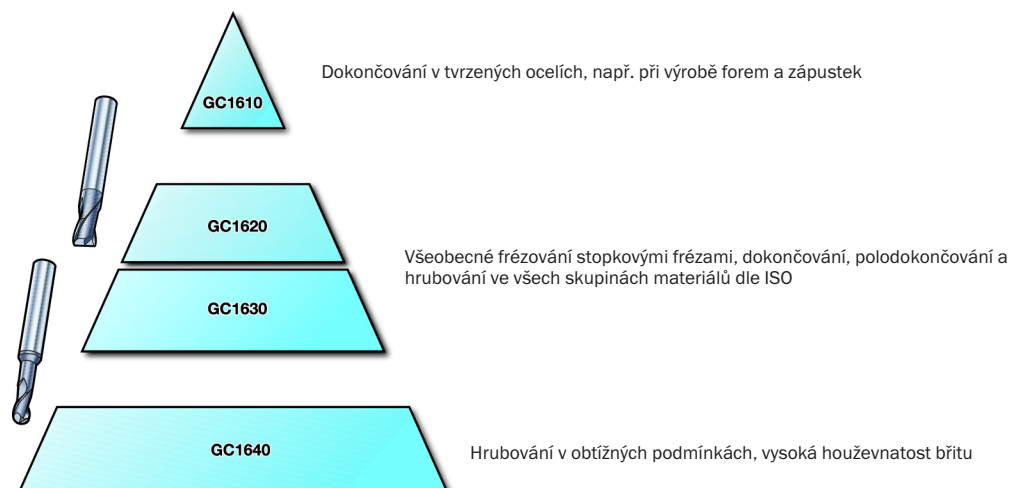 GC1610
Dokončování v tvrzených ocelích, např. při výrobě forem a zápustek
GC1620
Všeobecné frézování stopkovými frézami, dokončování, polodokončování a
hrubování ve všech skupinách materiálů dle ISO
GC1630
GC1640
Hrubování v obtížných podmínkách, vysoká houževnatost břitu